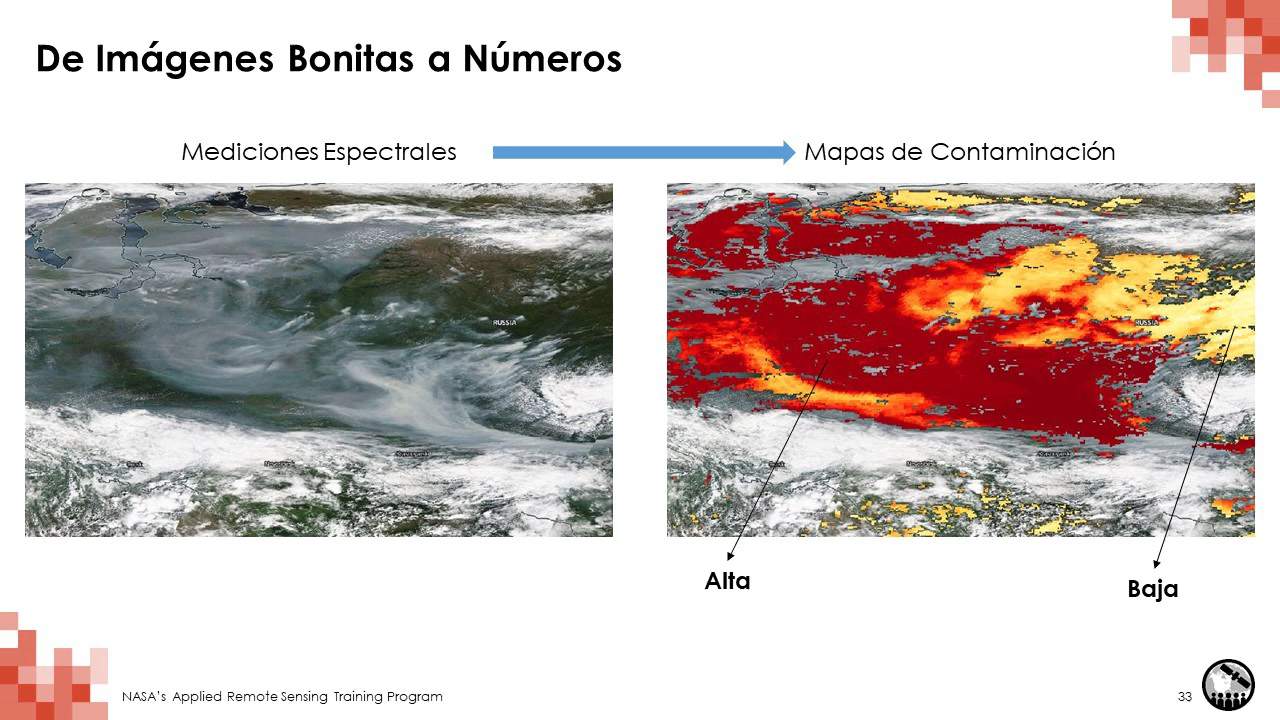 De Imágenes Bonitas a Números
Mediciones Espectrales
Mapas de Contaminación
RUSSIA
RUSSIA
Alta
Baja
NASA's Applied Remote Sensing Training Program
33